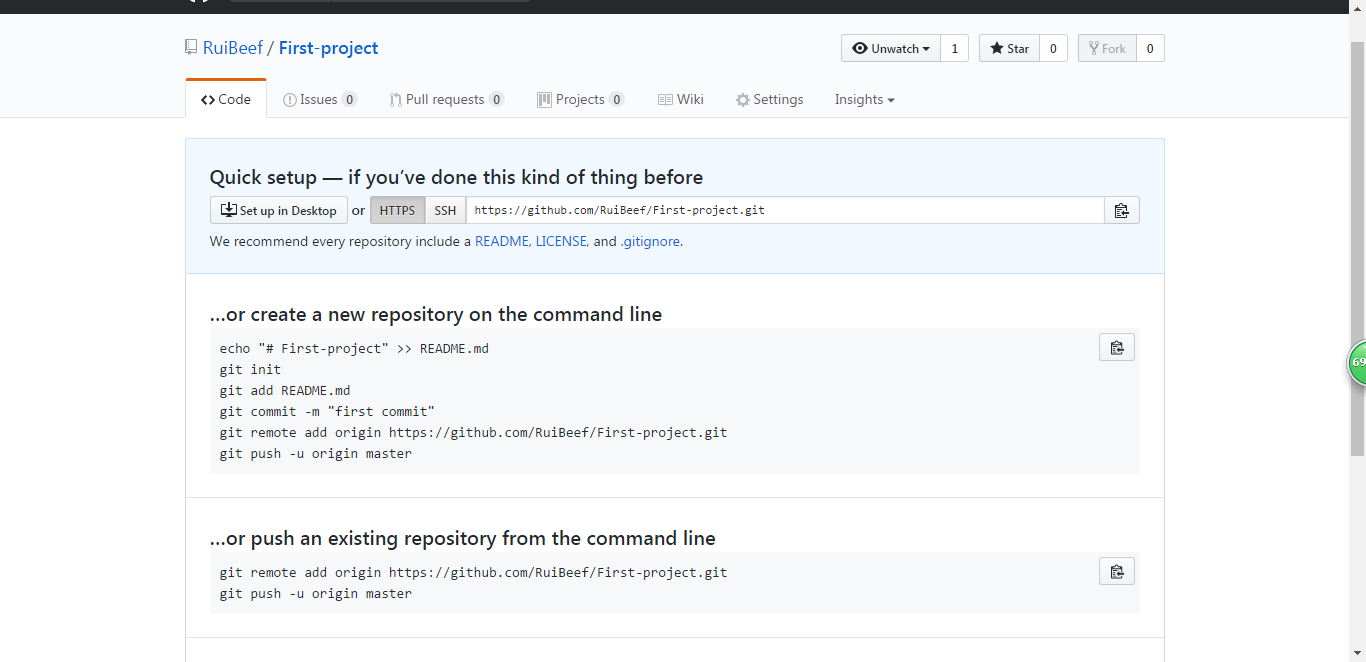 RuiBeef / First-project
Unwatch 1 Star 0 Fork 0
Code Issues 0 Pull requests 0 Projects 0 Wiki Settings Insights
Quick setup — if you’ve done this kind of thing before
Set up in Desktop or HTTPS SSH https://github.com/RuiBeef/First-project.git
We recommend every repository include a README, LICENSE, and .gitignore.
…or create a new repository on the command line
echo "# First-project" >> README.md
git init
git add README.md
git commit -m "first commit"
git remote add origin https://github.com/RuiBeef/First-project.git
git push -u origin master
69
…or push an existing repository from the command line
git remote add origin https://github.com/RuiBeef/First-project.git
git push -u origin master